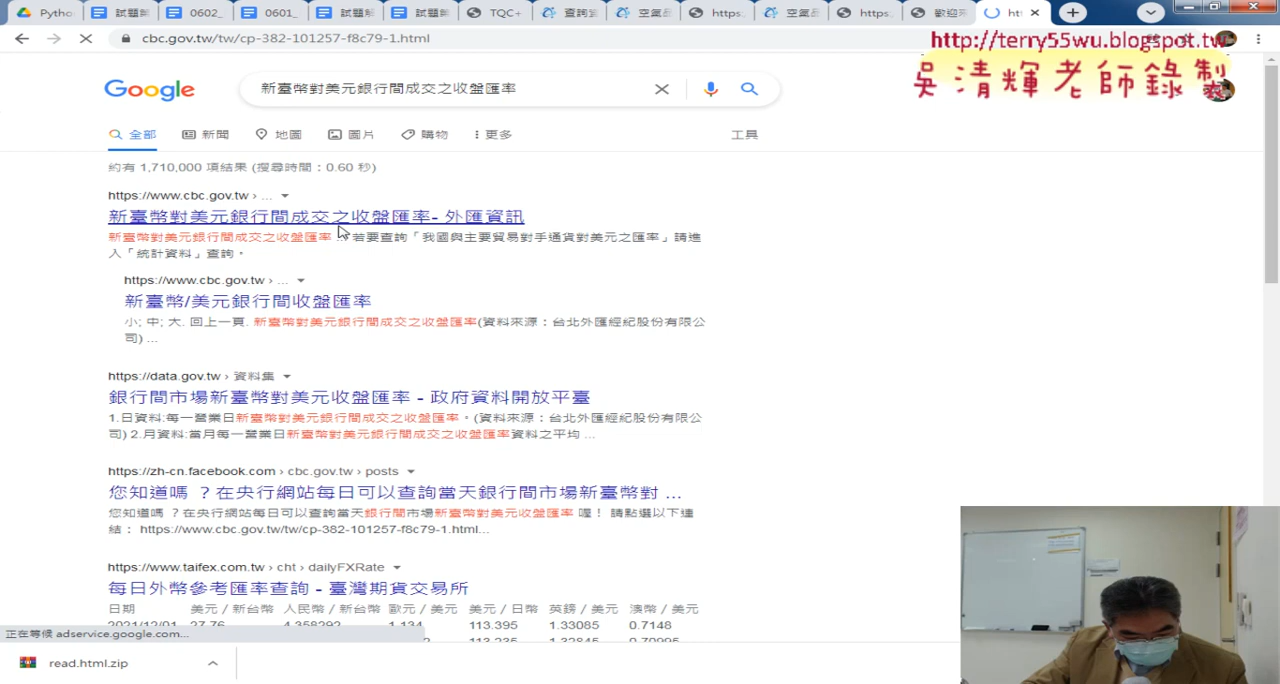 Pytho
試題解
0602_
0601_
試題解
試題解
TQC+
查詢空
空氣品
https:
空氣品
https:
歡迎來
ht
cbc.gov.tw/tw/cp-382-101257-f8c79-1.html
http://terry55wu.blogspot.tw
吳清輝老師錄製
Google
新臺幣對美元銀行間成交之收盤匯率
全部
新聞
地圖
圖片
購物
更多
工具
約有 1,710,000 項結果 (搜尋時間：0.60 秒)
https://www.cbc.gov.tw › ...
新臺幣對美元銀行間成交之收盤匯率- 外匯資訊
新臺幣對美元銀行間成交之收盤匯率 ... 若要查詢「我國與主要貿易對手通貨對美元之匯率」請進
入「統計資料」查詢。
https://www.cbc.gov.tw › ...
新臺幣/美元銀行間收盤匯率
小; 中; 大. 回上一頁. 新臺幣對美元銀行間成交之收盤匯率(資料來源：台北外匯經紀股份有限公
司) ...
https://data.gov.tw › 資料集
銀行間市場新臺幣對美元收盤匯率 - 政府資料開放平臺
1.日資料:每一營業日新臺幣對美元銀行間成交之收盤匯率。(資料來源：台北外匯經紀股份有限公
司) 2.月資料:當月每一營業日新臺幣對美元銀行間成交之收盤匯率資料之平均 ...
https://zh-cn.facebook.com › cbc.gov.tw › posts
您知道嗎 ？在央行網站每日可以查詢當天銀行間市場新臺幣對 ...
您知道嗎 ？在央行網站每日可以查詢當天銀行間市場新臺幣對美元收盤匯率 喔！ 請點選以下連
結： https://www.cbc.gov.tw/tw/cp-382-101257-f8c79-1.html...
https://www.taifex.com.tw › cht › dailyFXRate
每日外幣參考匯率查詢 - 臺灣期貨交易所
日期 美元 / 新台幣 人民幣 / 新台幣 歐元 / 美元 美元 / 日幣 英鎊 / 美元 澳幣 / 美元
2021/12/01 27.76 4.358292 1.134 113.395 1.33085 0.7148
113.235 1.32845 0.70995
正在等候 adservice.google.com...
read.html.zip